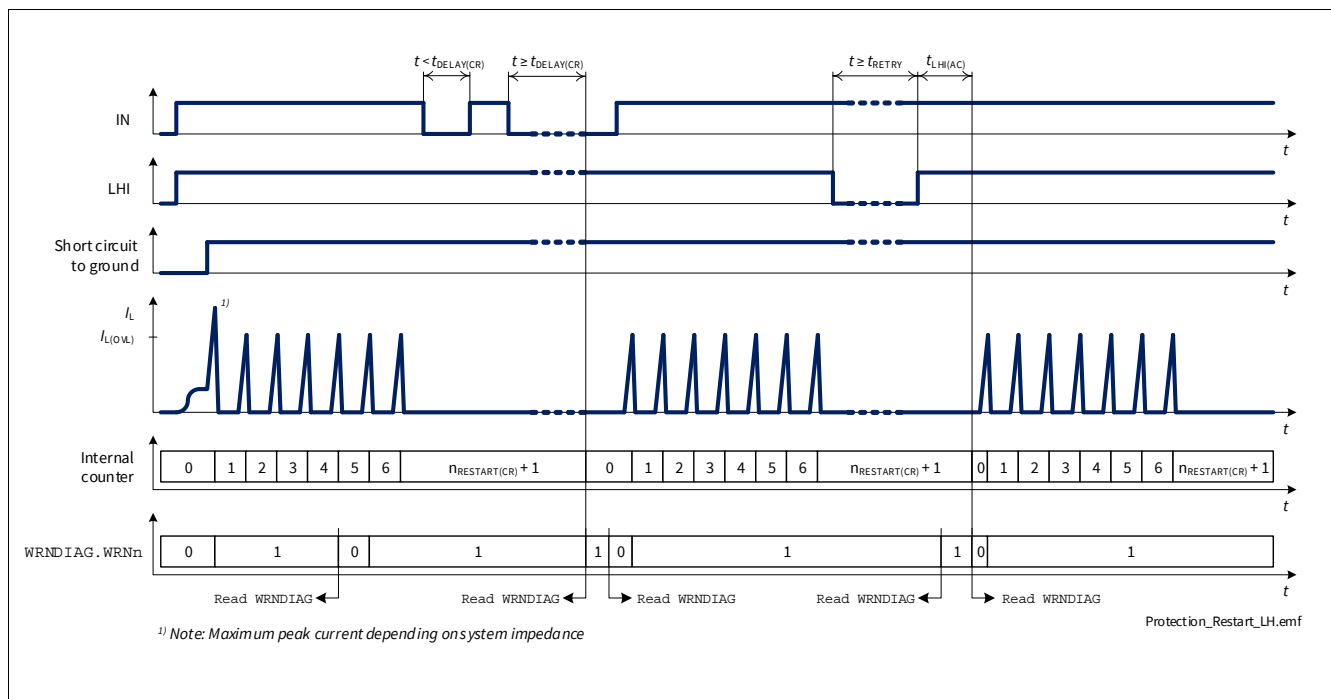 t < tDELAY(CR) t ≥ tDELAY(CR) t ≥ tRETRY tLHI(AC)
IN
t
LHI
t
Short circuit
to ground
t
IL
1)
IL(OVL)
t
Internal
counter
0 1 2 3 4 5 6 nRESTART(CR) + 1 0 1 2 3 4 5 6 nRESTART(CR) + 1 0 1 2 3 4 5 6 nRESTART(CR) + 1
t
WRNDIAG.WRNn
0 1 0 1 1 0 1 1 0 1
t
Read WRNDIAG Read WRNDIAG Read WRNDIAG Read WRNDIAG Read WRNDIAG
1) Note: Maximum peak current depending on system impedance
Protection_Restart_LH.emf